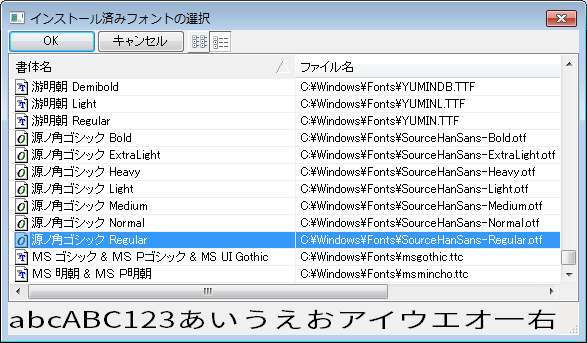 インストール済みフォントの選択
OK キャンセル
書体名 ファイル名
游明朝 Demibold C:¥Windows¥Fonts¥YUMINDB.TTF
游明朝 Light C:¥Windows¥Fonts¥YUMINL.TTF
游明朝 Regular C:¥Windows¥Fonts¥YUMIN.TTF
源ノ角ゴシック Bold C:¥Windows¥Fonts¥SourceHanSans-Bold.otf
源ノ角ゴシック ExtraLight C:¥Windows¥Fonts¥SourceHanSans-ExtraLight.otf
源ノ角ゴシック Heavy C:¥Windows¥Fonts¥SourceHanSans-Heavy.otf
源ノ角ゴシック Light C:¥Windows¥Fonts¥SourceHanSans-Light.otf
源ノ角ゴシック Medium C:¥Windows¥Fonts¥SourceHanSans-Medium.otf
源ノ角ゴシック Normal C:¥Windows¥Fonts¥SourceHanSans-Normal.otf
源ノ角ゴシック Regular C:¥Windows¥Fonts¥SourceHanSans-Regular.otf
ＭＳ ゴシック & ＭＳ Ｐゴシック & MS UI Gothic C:¥Windows¥Fonts¥msgothic.ttc
ＭＳ 明朝 & ＭＳ Ｐ明朝 C:¥Windows¥Fonts¥msmincho.ttc
abcABC123あいうえおアイウエオ一右